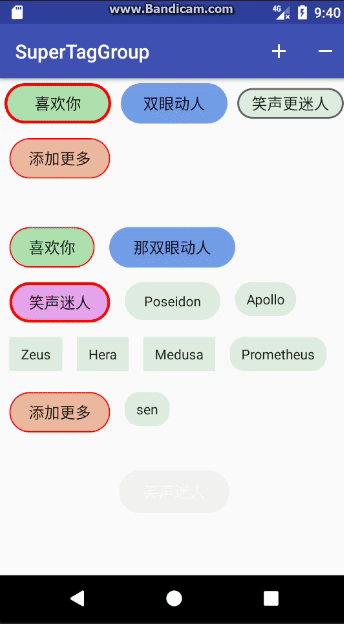 www.Bandicam.com
4G 9:40
SuperTagGroup + −
喜欢你 双眼动人 笑声更迷人
添加更多
喜欢你 那双眼动人
笑声迷人 Poseidon Apollo
Zeus Hera Medusa Prometheus
添加更多 sen
笑声迷人